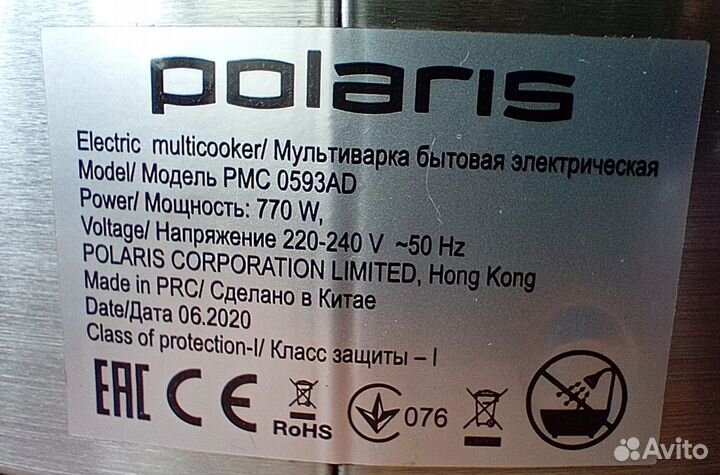 polaris
Electric multicooker/ Мультиварка бытовая электрическая
Model/ Модель PMC 0593AD
Power/ Мощность: 770 W,
Voltage/ Напряжение 220-240 V ~50 Hz
POLARIS CORPORATION LIMITED, Hong Kong
Made in PRC/ Сделано в Китае
Date/Дата 06.2020
Class of protection-I/ Класс защиты – I
EAC CE RoHS 076
Avito